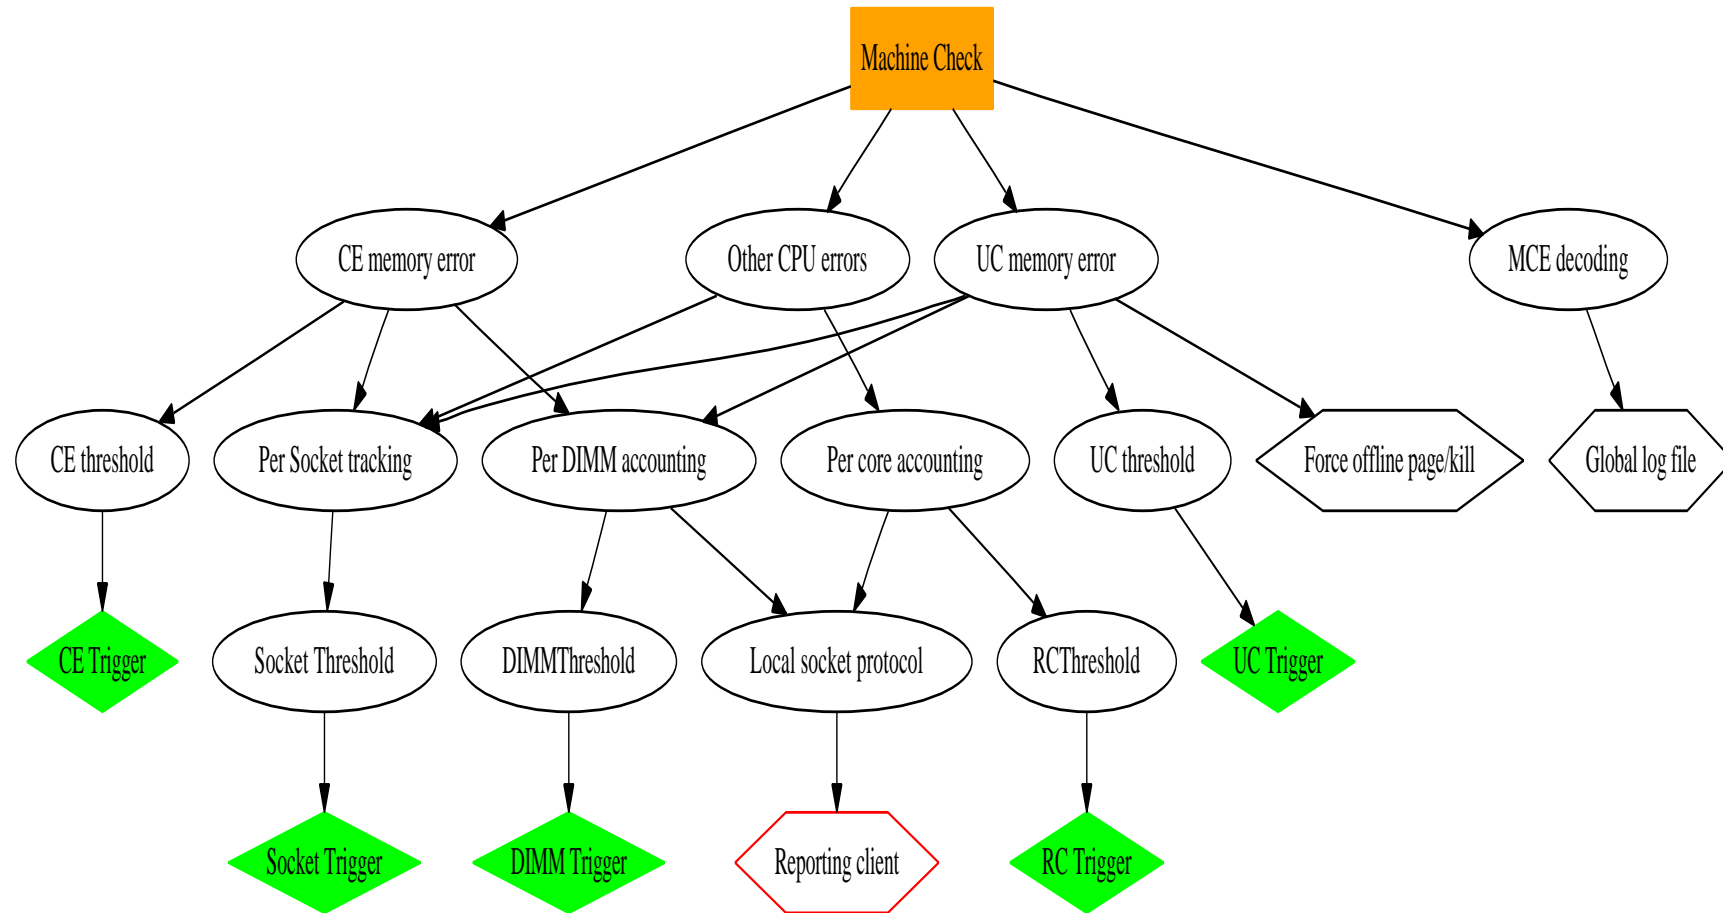 Machine Check
CE memory error
Other CPU errors
UC memory error
MCE decoding
CE threshold
Per Socket tracking
Per DIMM accounting
Per core accounting
UC threshold
Force offline page/kill
Global log file
CE Trigger
Socket Threshold
DIMMThreshold
Local socket protocol
RCThreshold
UC Trigger
Socket Trigger
DIMM Trigger
Reporting client
RC Trigger